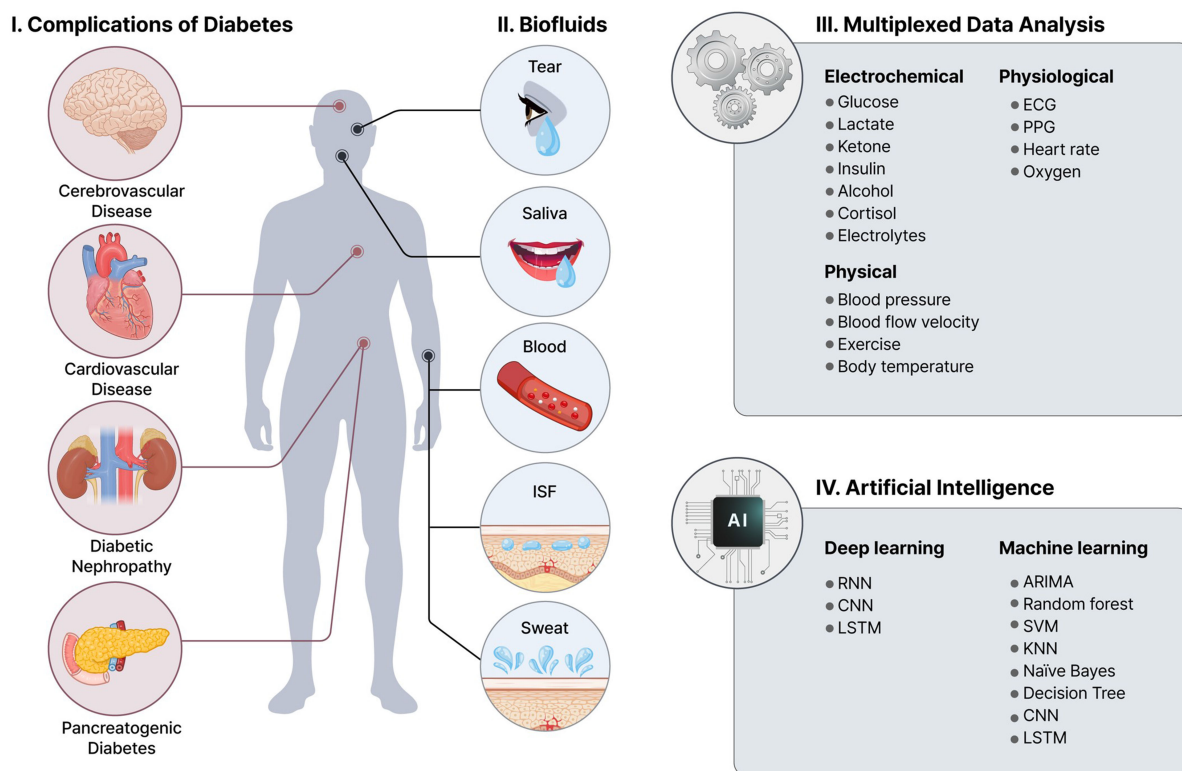 I. Complications of Diabetes
Cerebrovascular
Disease
Cardiovascular
Disease
Diabetic
Nephropathy
Pancreatogenic
Diabetes
II. Biofluids
Tear
Saliva
Blood
ISF
Sweat
III. Multiplexed Data Analysis
Electrochemical
Glucose
Lactate
Ketone
Insulin
Alcohol
Cortisol
Electrolytes
Physical
Blood pressure
Blood flow velocity
Exercise
Body temperature
Physiological
ECG
PPG
Heart rate
Oxygen
IV. Artificial Intelligence
AI
Deep learning
RNN
CNN
LSTM
Machine learning
ARIMA
Random forest
SVM
KNN
Naïve Bayes
Decision Tree
CNN
LSTM